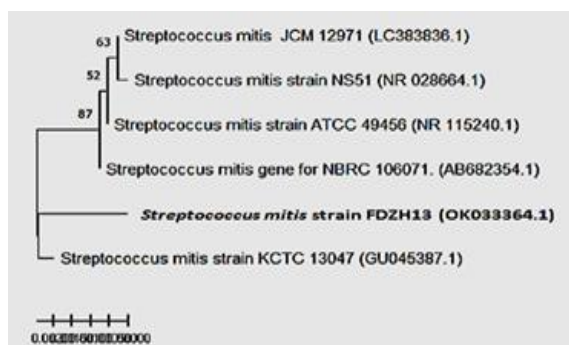 63
Streptococcus mitis JCM 12971 (LC383836.1)
52
Streptococcus mitis strain NS51 (NR 028664.1)
87
Streptococcus mitis strain ATCC 49456 (NR 115240.1)
Streptococcus mitis gene for NBRC 106071. (AB682354.1)
Streptococcus mitis strain FDZH13 (OK033364.1)
Streptococcus mitis strain KCTC 13047 (GU045387.1)